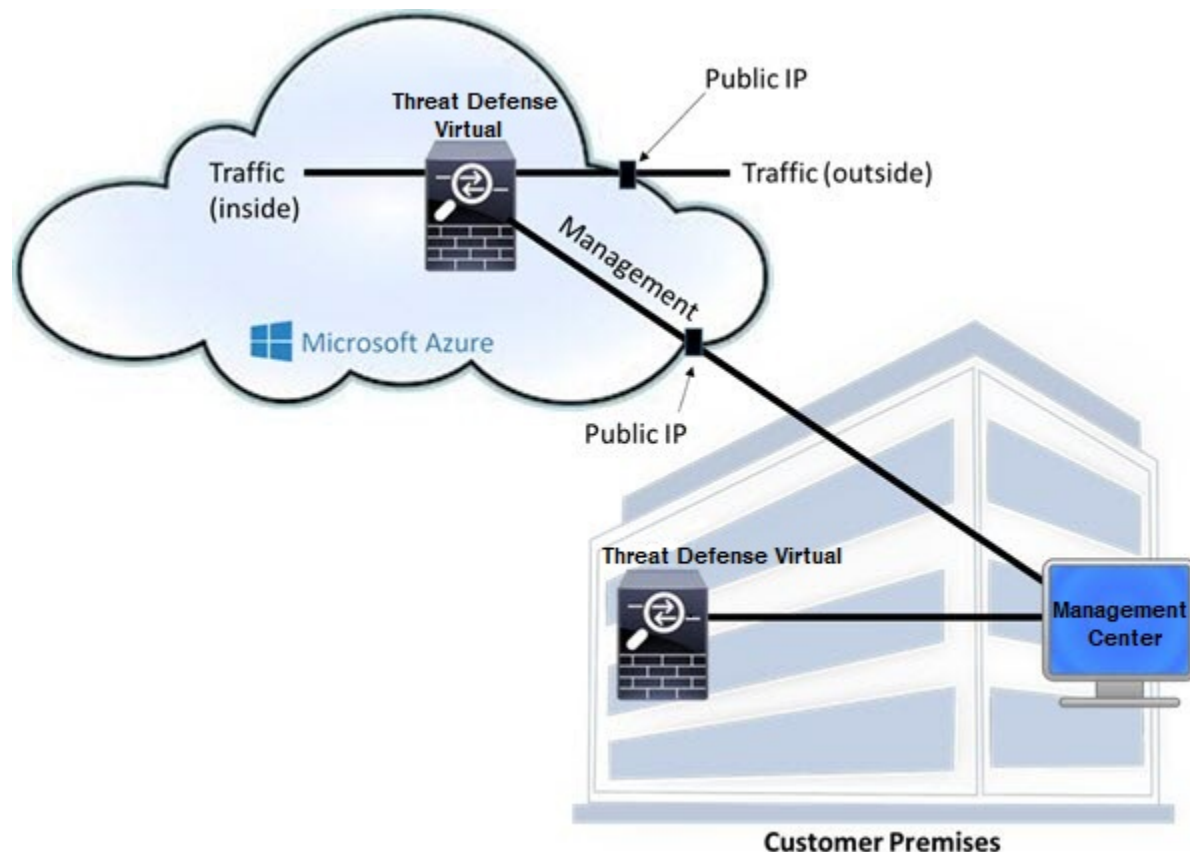 Public IP
Threat Defense
Virtual
Traffic
(inside)
Traffic (outside)
Management
Microsoft Azure
Public IP
Threat Defense Virtual
Management
Center
Customer Premises